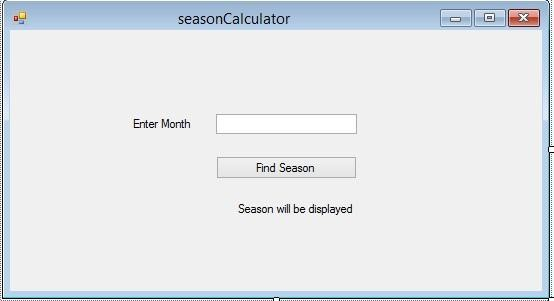 seasonCalculator
Enter Month
Find Season
Season will be displayed